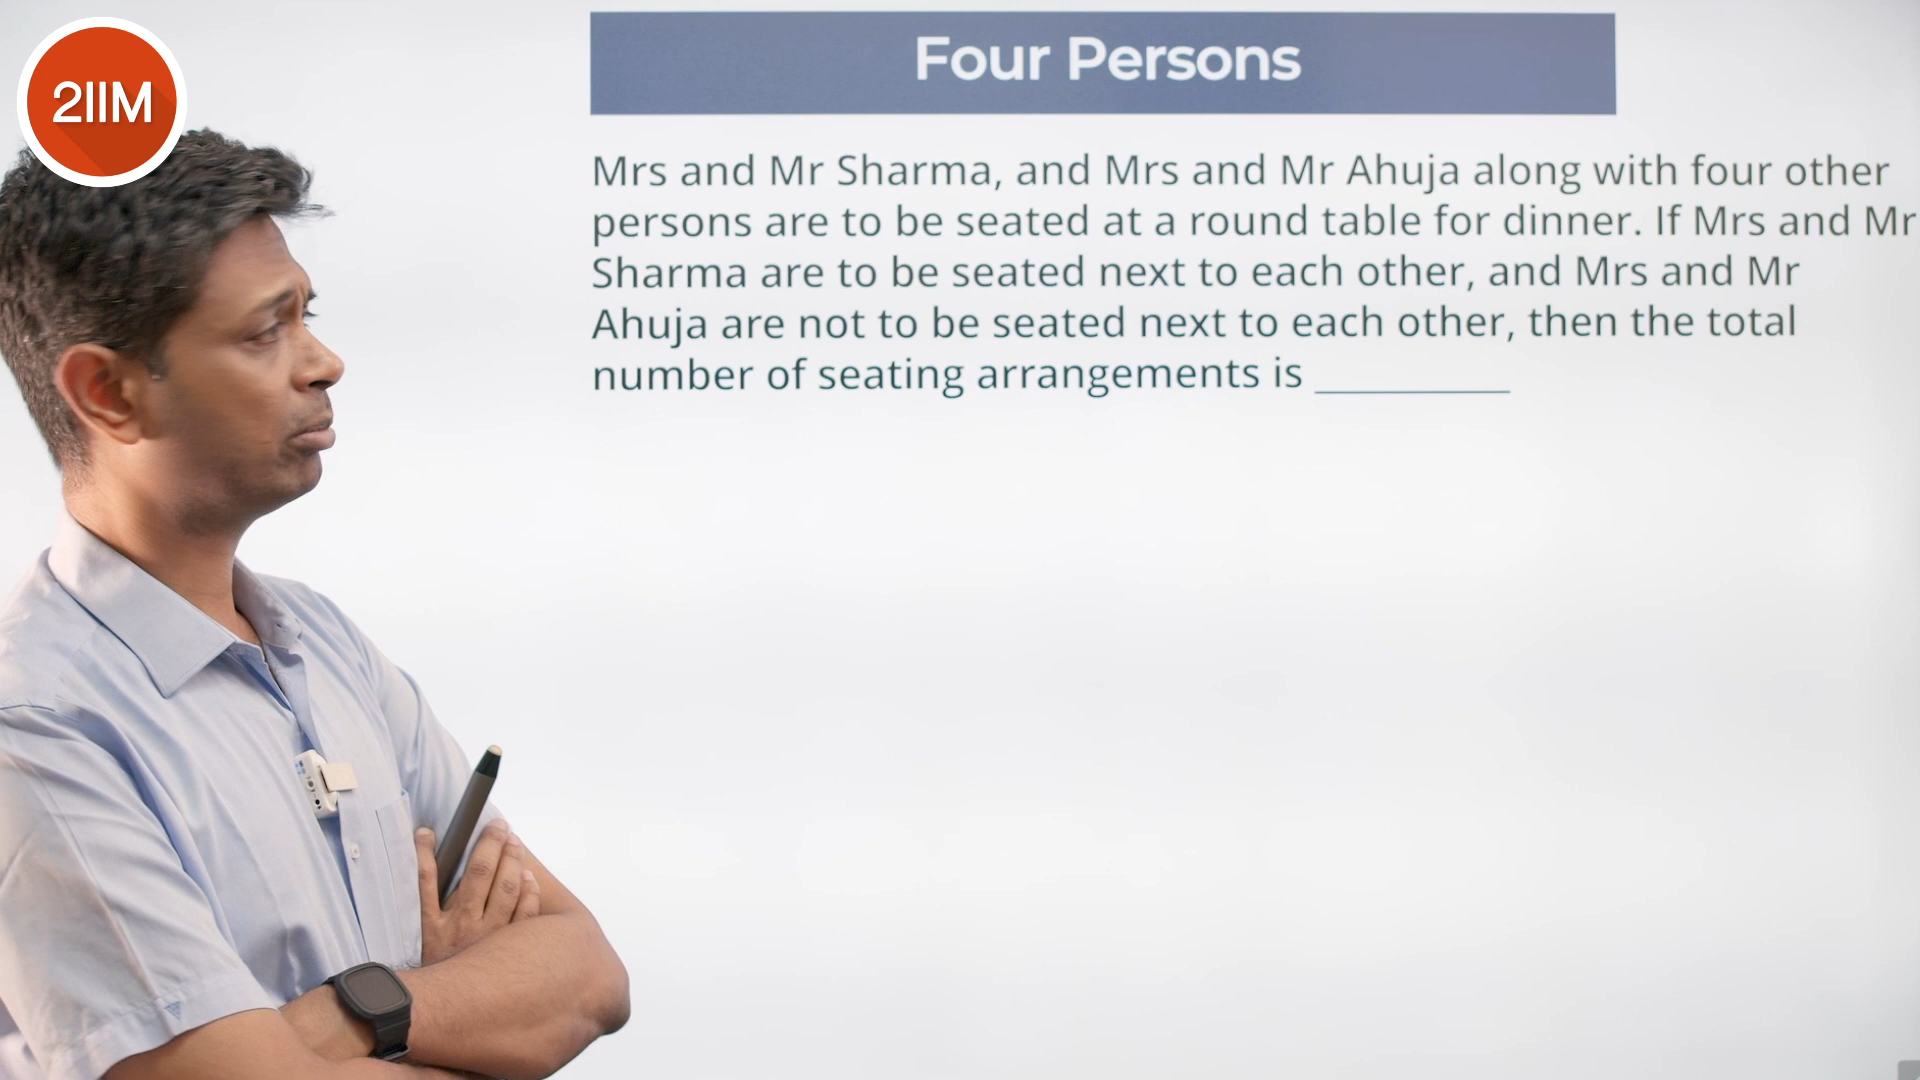 2IIM
Four Persons
Mrs and Mr Sharma, and Mrs and Mr Ahuja along with four other
persons are to be seated at a round table for dinner. If Mrs and Mr
Sharma are to be seated next to each other, and Mrs and Mr
Ahuja are not to be seated next to each other, then the total
number of seating arrangements is __________